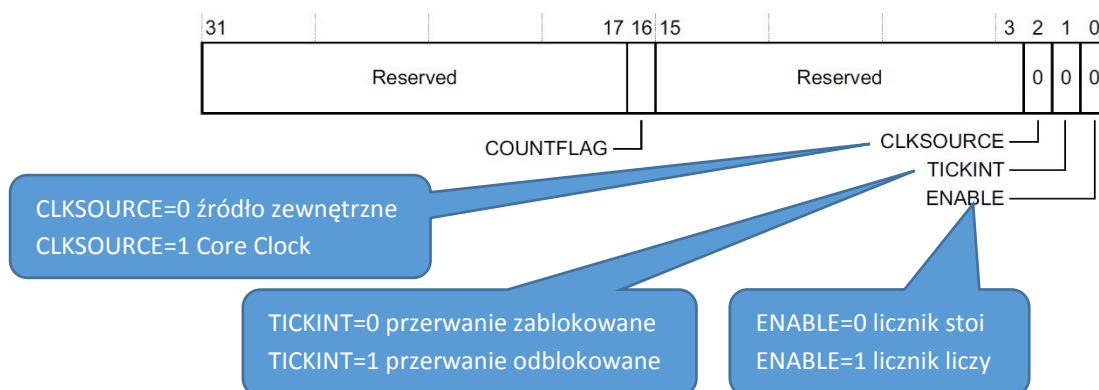 31 17 16 15 3 2 1 0
Reserved Reserved 0 0 0
COUNTFLAG CLKSOURCE
TICKINT
ENABLE
CLKSOURCE=0 źródło zewnętrzne
CLKSOURCE=1 Core Clock
TICKINT=0 przerwanie zablokowane
TICKINT=1 przerwanie odblokowane
ENABLE=0 licznik stoi
ENABLE=1 licznik liczy